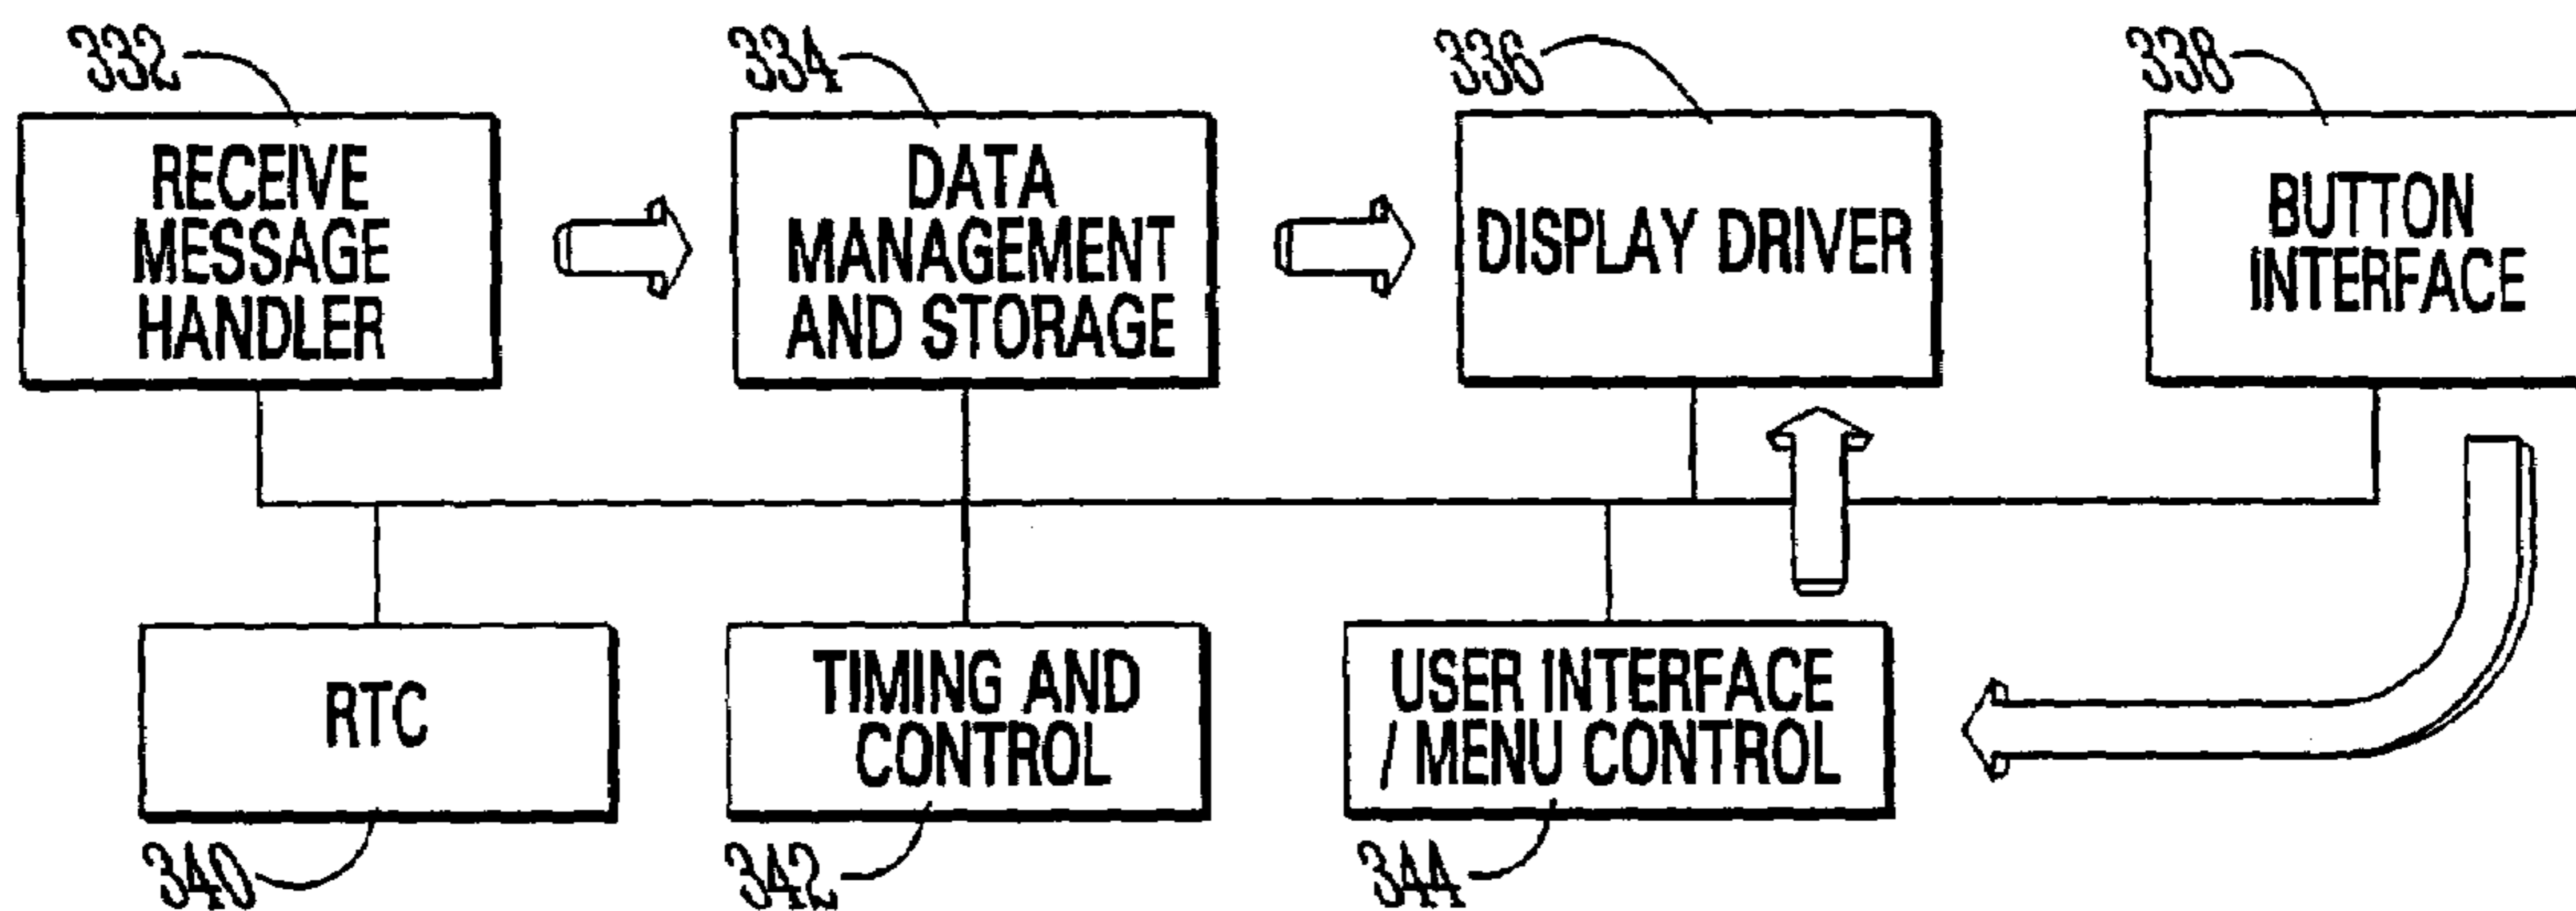 332
334
336
338
RECEIVE
MESSAGE
HANDLER
DATA
MANAGEMENT
AND STORAGE
DISPLAY DRIVER
BUTTON
INTERFACE
RTC
TIMING AND
CONTROL
USER INTERFACE
/ MENU CONTROL
340
342
344